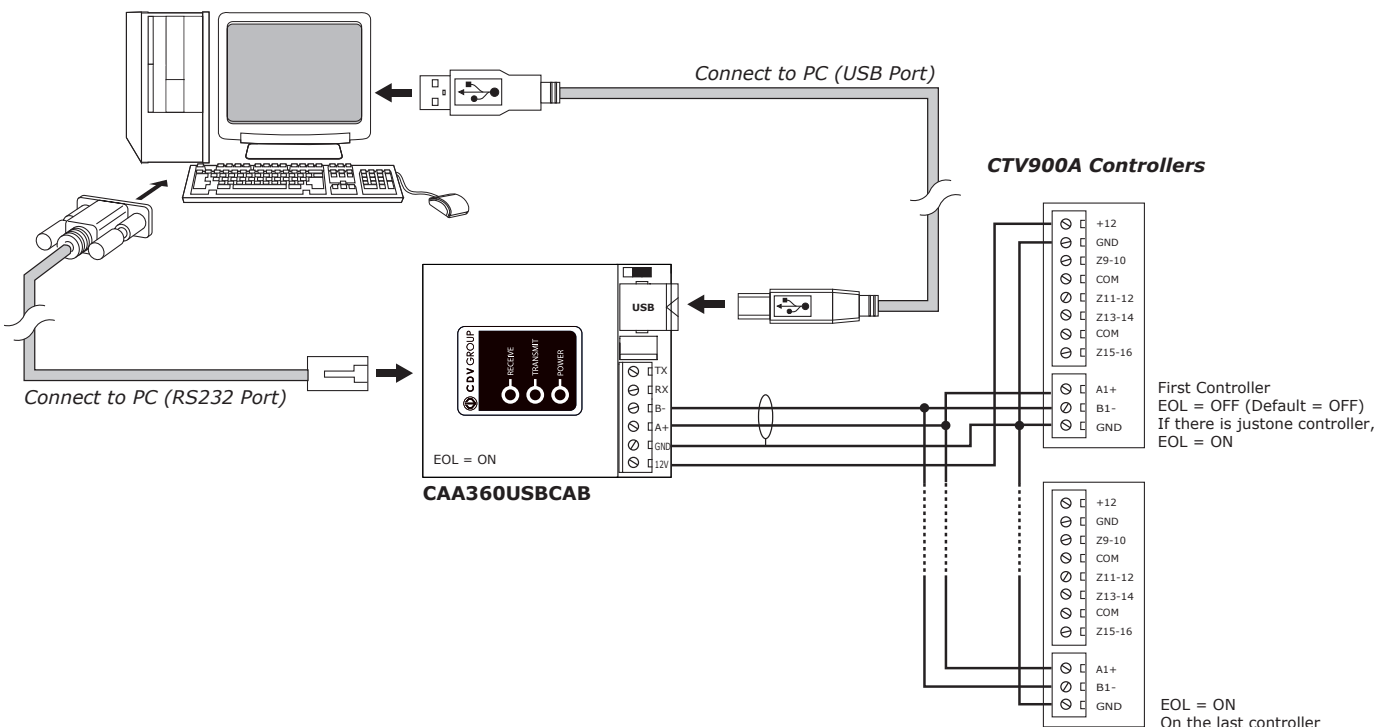 Connect to PC (USB Port)
CTV900A Controllers
+12
GND
Z9-10
COM
Z11-12
Z13-14
COM
Z15-16
A1+
B1-
GND
First Controller
EOL = OFF (Default = OFF)
If there is justone controller,
EOL = ON
USB
CDV GROUP
RECEIVE
TRANSMIT
POWER
TX
RX
B-
A+
GND
12V
EOL = ON
CAA360USBCAB
Connect to PC (RS232 Port)
+12
GND
Z9-10
COM
Z11-12
Z13-14
COM
Z15-16
A1+
B1-
GND
EOL = ON
On the last controller